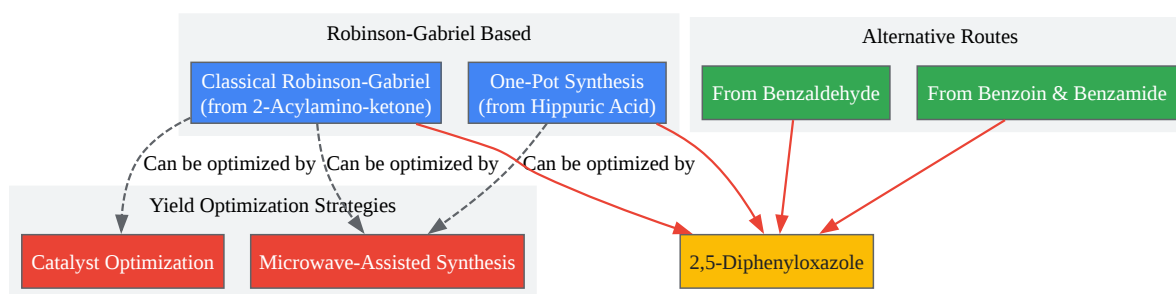 Robinson-Gabriel Based
Alternative Routes
Classical Robinson-Gabriel
(from 2-Acylamino-ketone)
One-Pot Synthesis
(from Hippuric Acid)
From Benzaldehyde
From Benzoin & Benzamide
Can be optimized by
Can be optimized by
Can be optimized by
Yield Optimization Strategies
Catalyst Optimization
Microwave-Assisted Synthesis
2,5-Diphenyloxazole